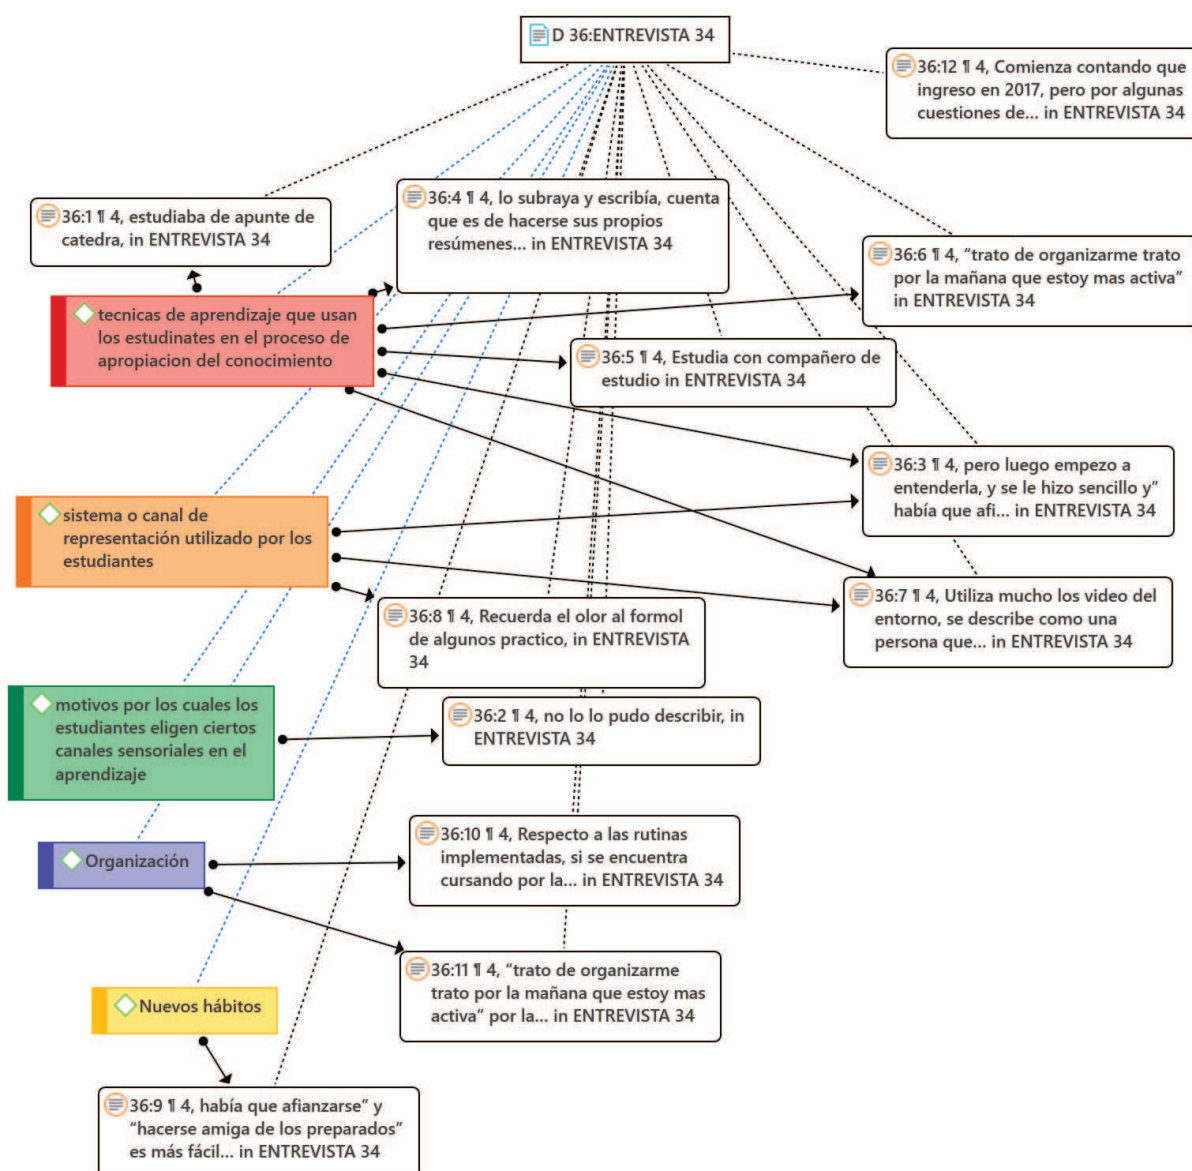 D 36:ENTREVISTA 34
36:12 ¶ 4, Comienza contando que
ingreso en 2017, pero por algunas
cuestiones de... in ENTREVISTA 34
36:4 ¶ 4, lo subraya y escribía, cuenta
que es de hacerse sus propios
resúmenes... in ENTREVISTA 34
36:1 ¶ 4, estudiaba de apunte de
catedra, in ENTREVISTA 34
36:6 ¶ 4, “trato de organizarme trato
por la mañana que estoy mas activa”
in ENTREVISTA 34
tecnicas de aprendizaje que usan
los estudinates en el proceso de
apropiacion del conocimiento
36:5 ¶ 4, Estudia con compañero de
estudio in ENTREVISTA 34
36:3 ¶ 4, pero luego empezo a
entenderla, y se le hizo sencillo y”
había que afi... in ENTREVISTA 34
sistema o canal de
representación utilizado por los
estudiantes
36:7 ¶ 4, Utiliza mucho los video del
entorno, se describe como una
persona que... in ENTREVISTA 34
36:8 ¶ 4, Recuerda el olor al formol
de algunos practico, in ENTREVISTA
34
motivos por los cuales los
estudiantes eligen ciertos
canales sensoriales en el
aprendizaje
36:2 ¶ 4, no lo lo pudo describir, in
ENTREVISTA 34
36:10 ¶ 4, Respecto a las rutinas
implementadas, si se encuentra
cursando por la... in ENTREVISTA 34
Organización
36:11 ¶ 4, “trato de organizarme
trato por la mañana que estoy mas
activa” por la... in ENTREVISTA 34
Nuevos hábitos
36:9 ¶ 4, había que afianzarse” y
“hacerse amiga de los preparados”
es más fácil... in ENTREVISTA 34